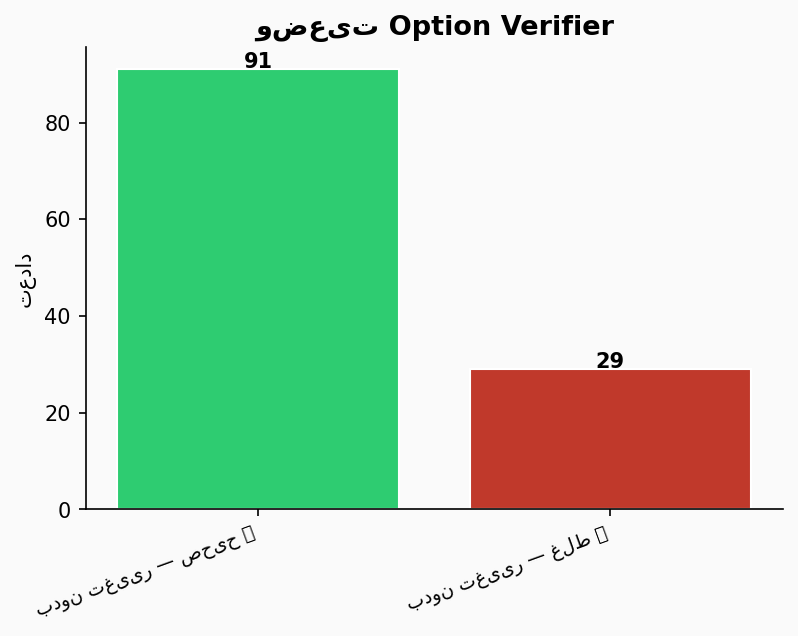 وضعیت Option Verifier
91
29
80
60
40
20
0
تعداد
بدون تغییر — صحیح
بدون تغییر — غلط